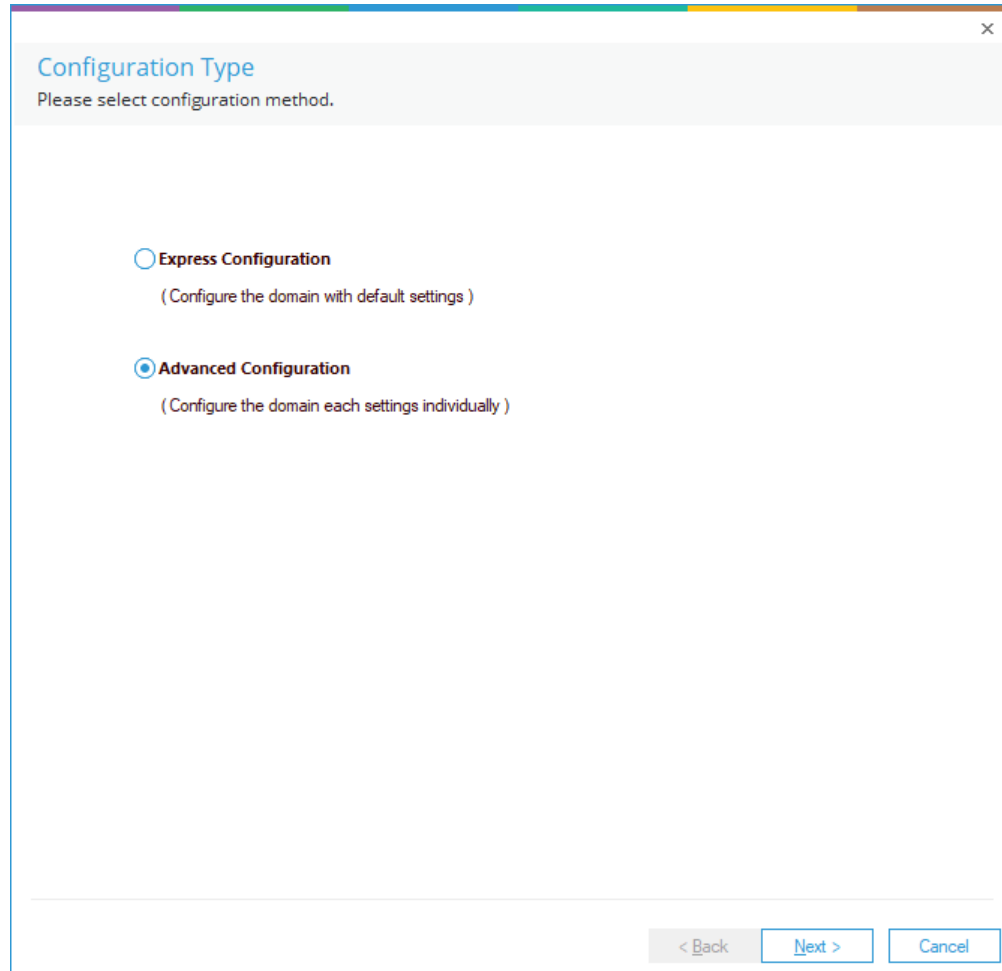 ×
Configuration Type
Please select configuration method.
Express Configuration
( Configure the domain with default settings )
Advanced Configuration
( Configure the domain each settings individually )
< Back
Next >
Cancel